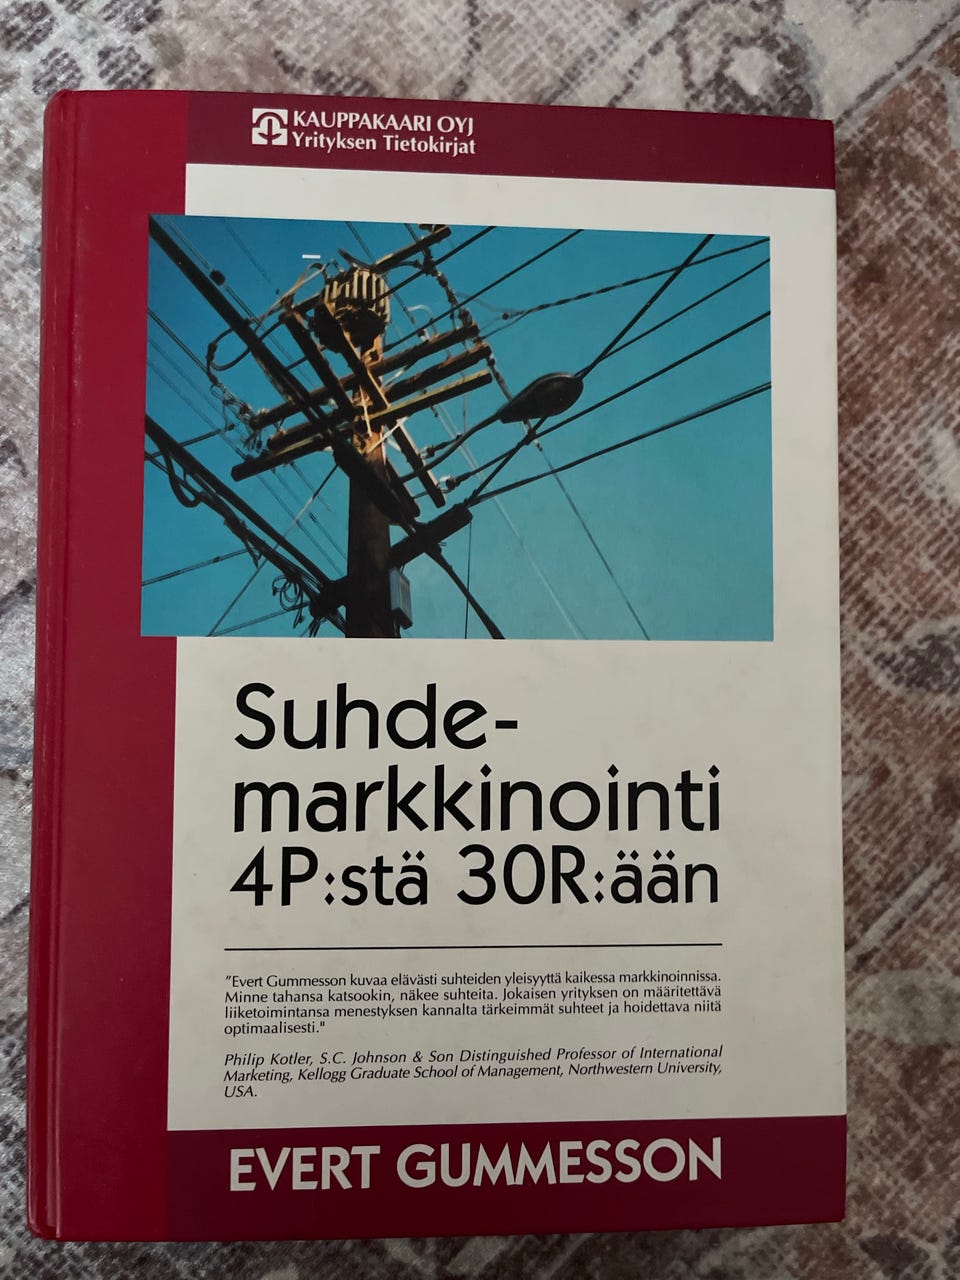 KAUPPAKAARI OYJ
Yrityksen Tietokirjat
Suhde-
markkinointi
4P:stä 30R:ään
"Evert Gummesson kuvaa elävästi suhteiden yleisyyttä kaikessa markkinoinnissa.
Minne tahansa katsookin, näkee suhteita. Jokaisen yrityksen on määritettävä
liiketoimintansa menestyksen kannalta tärkeimmät suhteet ja hoidettava niitä
optimaalisesti."
Philip Kotler, S.C. Johnson & Son Distinguished Professor of International
Marketing, Kellogg Graduate School of Management, Northwestern University,
USA.
EVERT GUMMESSON